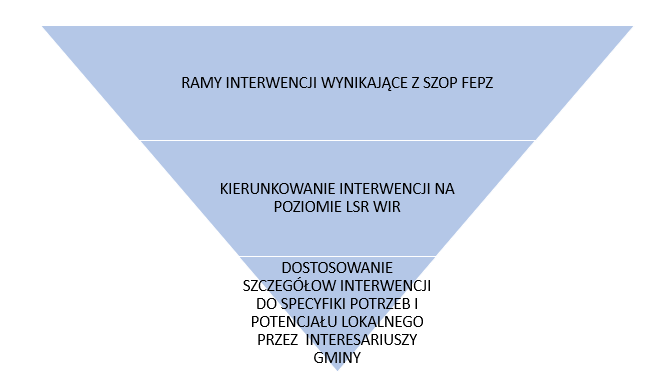 RAMY INTERWENCJI WYNIKAJĄCE Z SZOP FEPZ
KIERUNKOWANIE INTERWENCJI NA
POZIOMIE LSR WIR
DOSTOSOWANIE
SZCZEGÓŁOW INTERWENCJI
DO SPECYFIKI POTRZEB I
POTENCJAŁU LOKALNEGO
PRZEZ INTERESARIUSZY
GMINY